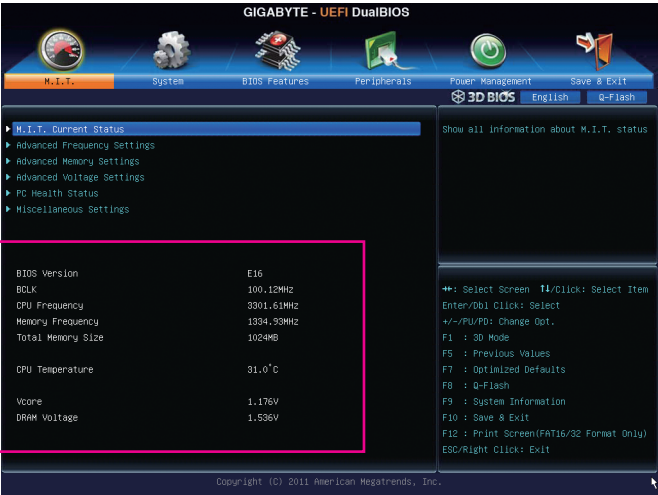 GIGABYTE - UEFI DualBIOS
M.I.T. System BIOS Features Peripherals Power Management Save & Exit
3D BIOS English Q-Flash
M.I.T. Current Status
Advanced Frequency Settings
Advanced Memory Settings
Advanced Voltage Settings
PC Health Status
Miscellaneous Settings
Show all information about M.I.T. status
BIOS Version E16
BCLK 100.12MHz
CPU Frequency 3301.61MHz
Memory Frequency 1334.93MHz
Total Memory Size 1024MB
CPU Temperature 31.0°C
Vcore 1.176V
DRAM Voltage 1.536V
↔: Select Screen ↑↓/Click: Select Item
Enter/Dbl Click: Select
+/-/PU/PD: Change Opt.
F1 : 3D Mode
F5 : Previous Values
F7 : Optimized Defaults
F8 : Q-Flash
F9 : System Information
F10 : Save & Exit
F12 : Print Screen(FAT16/32 Format Only)
ESC/Right Click: Exit
Copyright (C) 2011 American Megatrends, Inc.